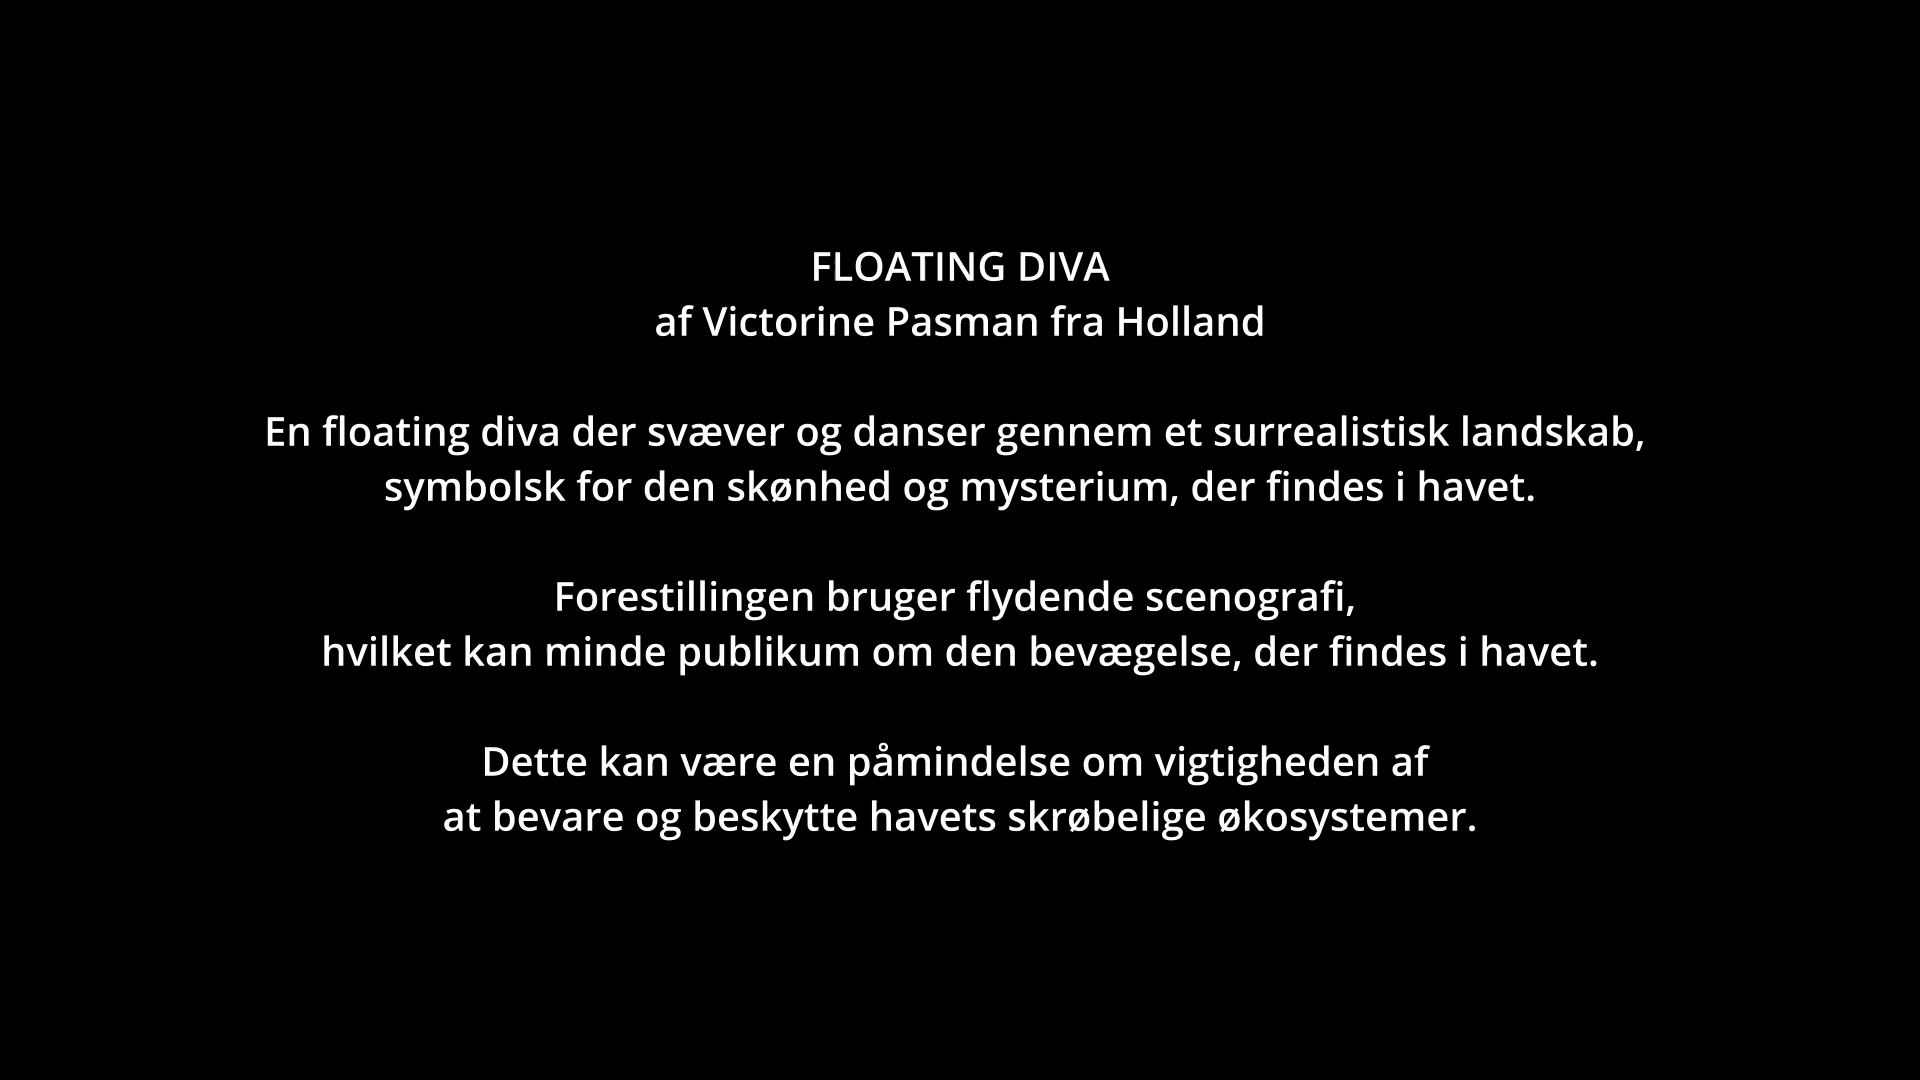 FLOATING DIVA
af Victorine Pasman fra Holland
En floating diva der svæver og danser gennem et surrealistisk landskab,
symbolsk for den skønhed og mysterium, der findes i havet.
Forestillingen bruger flydende scenografi,
hvilket kan minde publikum om den bevægelse, der findes i havet.
Dette kan være en påmindelse om vigtigheden af
at bevare og beskytte havets skrøbelige økosystemer.